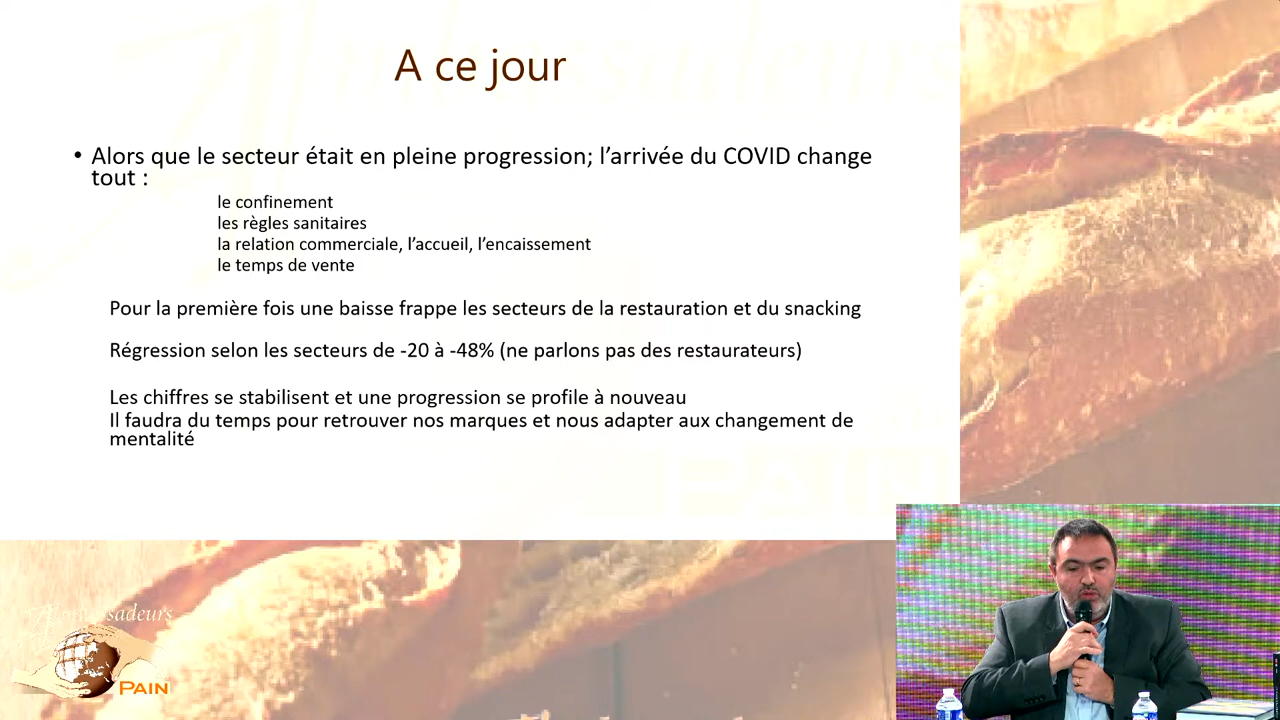 A ce jour
• Alors que le secteur était en pleine progression; l’arrivée du COVID change
tout :
le confinement
les règles sanitaires
la relation commerciale, l’accueil, l’encaissement
le temps de vente
Pour la première fois une baisse frappe les secteurs de la restauration et du snacking
Régression selon les secteurs de -20 à -48% (ne parlons pas des restaurateurs)
Les chiffres se stabilisent et une progression se profile à nouveau
Il faudra du temps pour retrouver nos marques et nous adapter aux changement de
mentalité
Ambassadeurs
PAIN